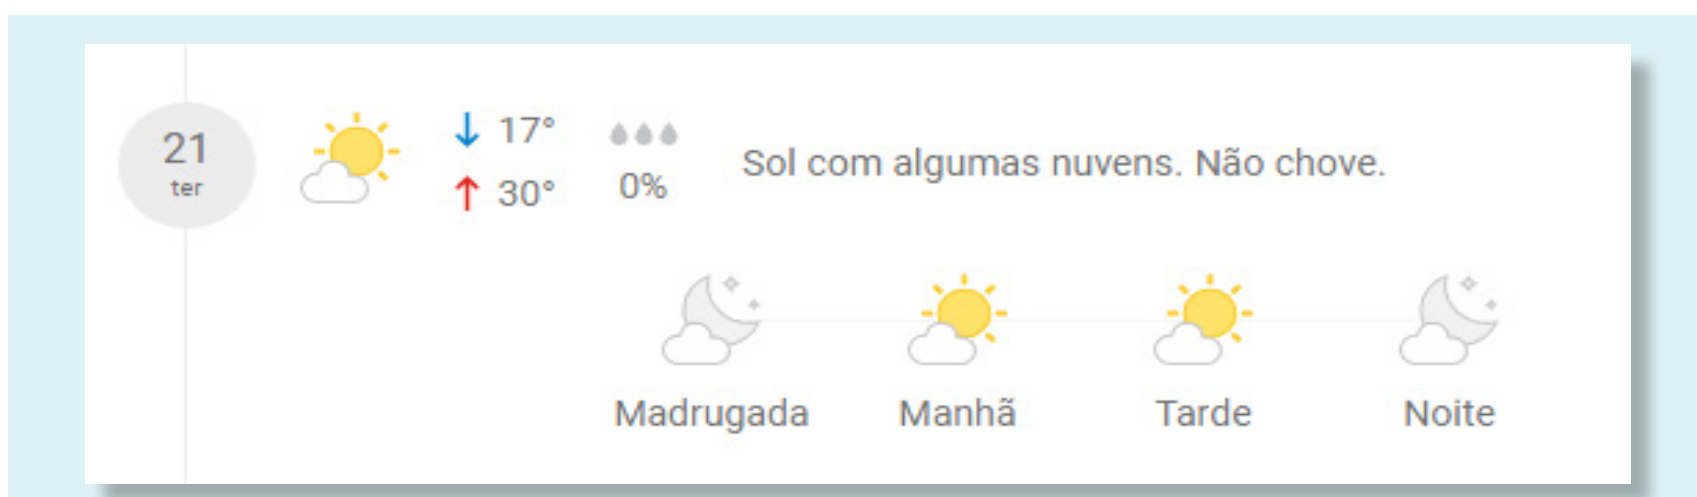 21
ter
↓ 17°
↑ 30°
0%
Sol com algumas nuvens. Não chove.
Madrugada Manhã Tarde Noite